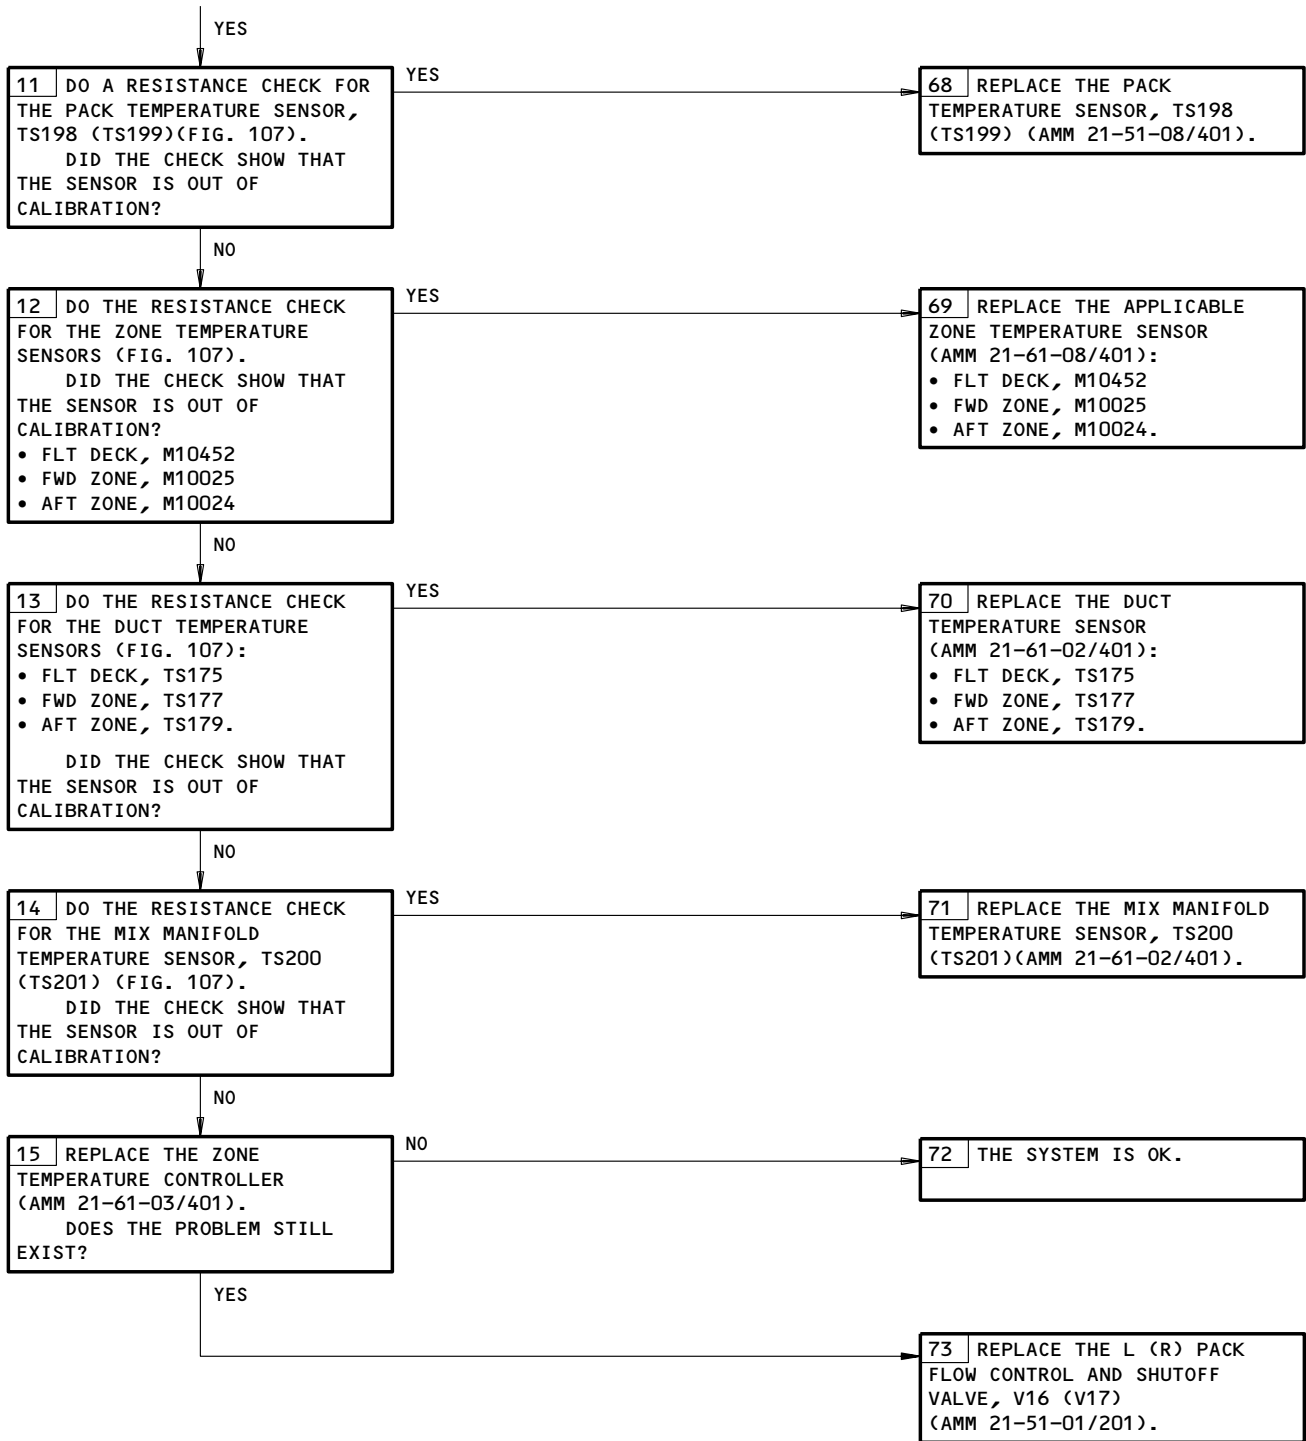 YES
11 DO A RESISTANCE CHECK FOR
THE PACK TEMPERATURE SENSOR,
TS198 (TS199)(FIG. 107).
DID THE CHECK SHOW THAT
THE SENSOR IS OUT OF
CALIBRATION?
YES
68 REPLACE THE PACK
TEMPERATURE SENSOR, TS198
(TS199) (AMM 21-51-08/401).
NO
12 DO THE RESISTANCE CHECK
FOR THE ZONE TEMPERATURE
SENSORS (FIG. 107).
DID THE CHECK SHOW THAT
THE SENSOR IS OUT OF
CALIBRATION?
• FLT DECK, M10452
• FWD ZONE, M10025
• AFT ZONE, M10024
YES
69 REPLACE THE APPLICABLE
ZONE TEMPERATURE SENSOR
(AMM 21-61-08/401):
• FLT DECK, M10452
• FWD ZONE, M10025
• AFT ZONE, M10024.
NO
13 DO THE RESISTANCE CHECK
FOR THE DUCT TEMPERATURE
SENSORS (FIG. 107):
• FLT DECK, TS175
• FWD ZONE, TS177
• AFT ZONE, TS179.
DID THE CHECK SHOW THAT
THE SENSOR IS OUT OF
CALIBRATION?
YES
70 REPLACE THE DUCT
TEMPERATURE SENSOR
(AMM 21-61-02/401):
• FLT DECK, TS175
• FWD ZONE, TS177
• AFT ZONE, TS179.
NO
14 DO THE RESISTANCE CHECK
FOR THE MIX MANIFOLD
TEMPERATURE SENSOR, TS200
(TS201) (FIG. 107).
DID THE CHECK SHOW THAT
THE SENSOR IS OUT OF
CALIBRATION?
YES
71 REPLACE THE MIX MANIFOLD
TEMPERATURE SENSOR, TS200
(TS201)(AMM 21-61-02/401).
NO
15 REPLACE THE ZONE
TEMPERATURE CONTROLLER
(AMM 21-61-03/401).
DOES THE PROBLEM STILL
EXIST?
NO
72 THE SYSTEM IS OK.
YES
73 REPLACE THE L (R) PACK
FLOW CONTROL AND SHUTOFF
VALVE, V16 (V17)
(AMM 21-51-01/201).